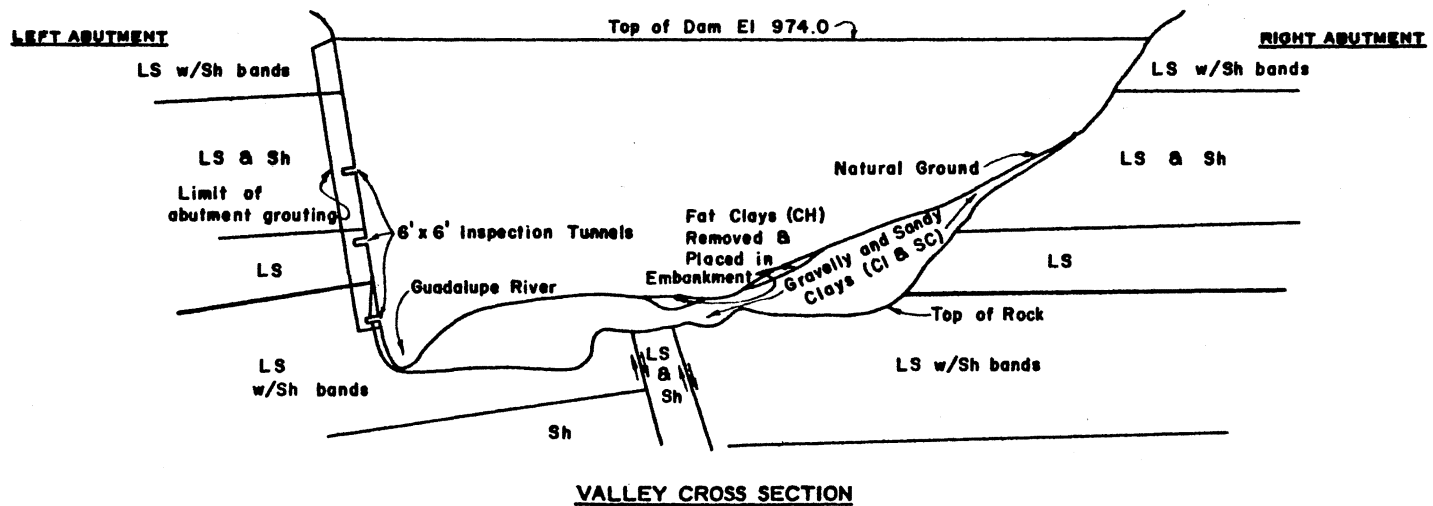 Top of Dam El 974.0
LEFT ABUTMENT
RIGHT ABUTMENT
LS w/Sh bands
LS w/Sh bands
LS & Sh
LS & Sh
Natural Ground
Limit of
abutment grouting
6' x 6' Inspection Tunnels
Fat Clays (CH)
Removed &
Placed in
Embankment
Gravelly and Sandy
Clays (Cl & SC)
LS
LS
Guadalupe River
Top of Rock
LS
w/Sh bands
LS
&
Sh
LS w/Sh bands
Sh
VALLEY CROSS SECTION